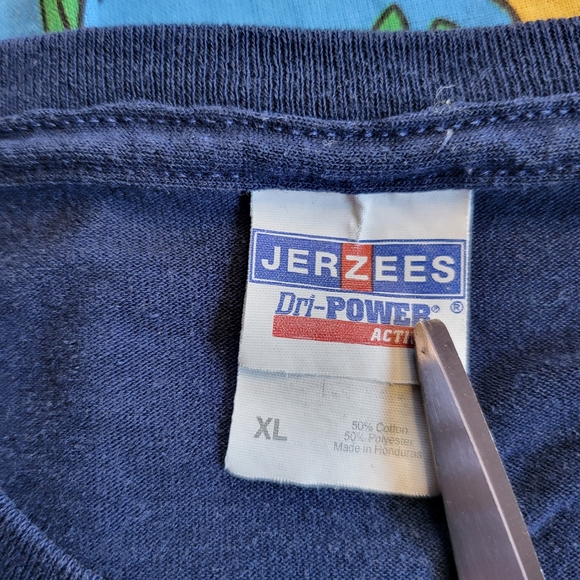 JERZEES
Dri-POWER® ®
ACTI
XL
50% Cotton
50% Polyester
Made in Honduras